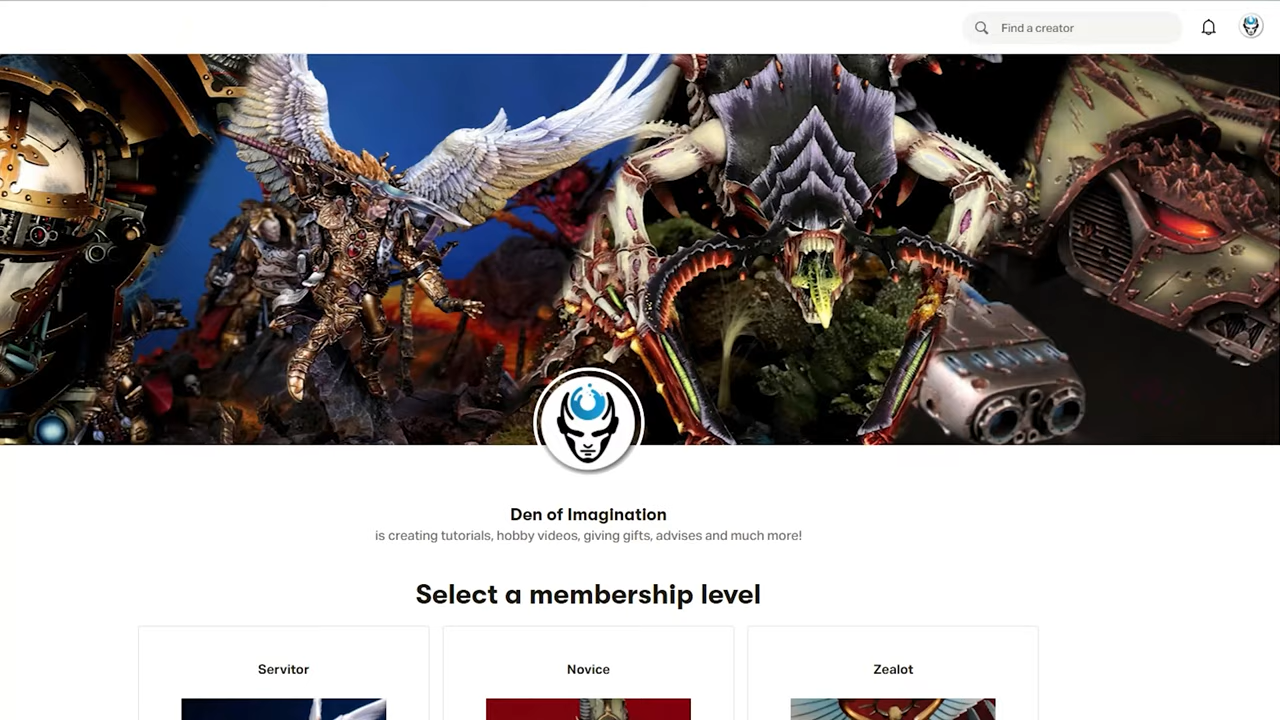 Find a creator
Den of Imagination
is creating tutorials, hobby videos, giving gifts, advises and much more!
Select a membership level
Servitor
Novice
Zealot